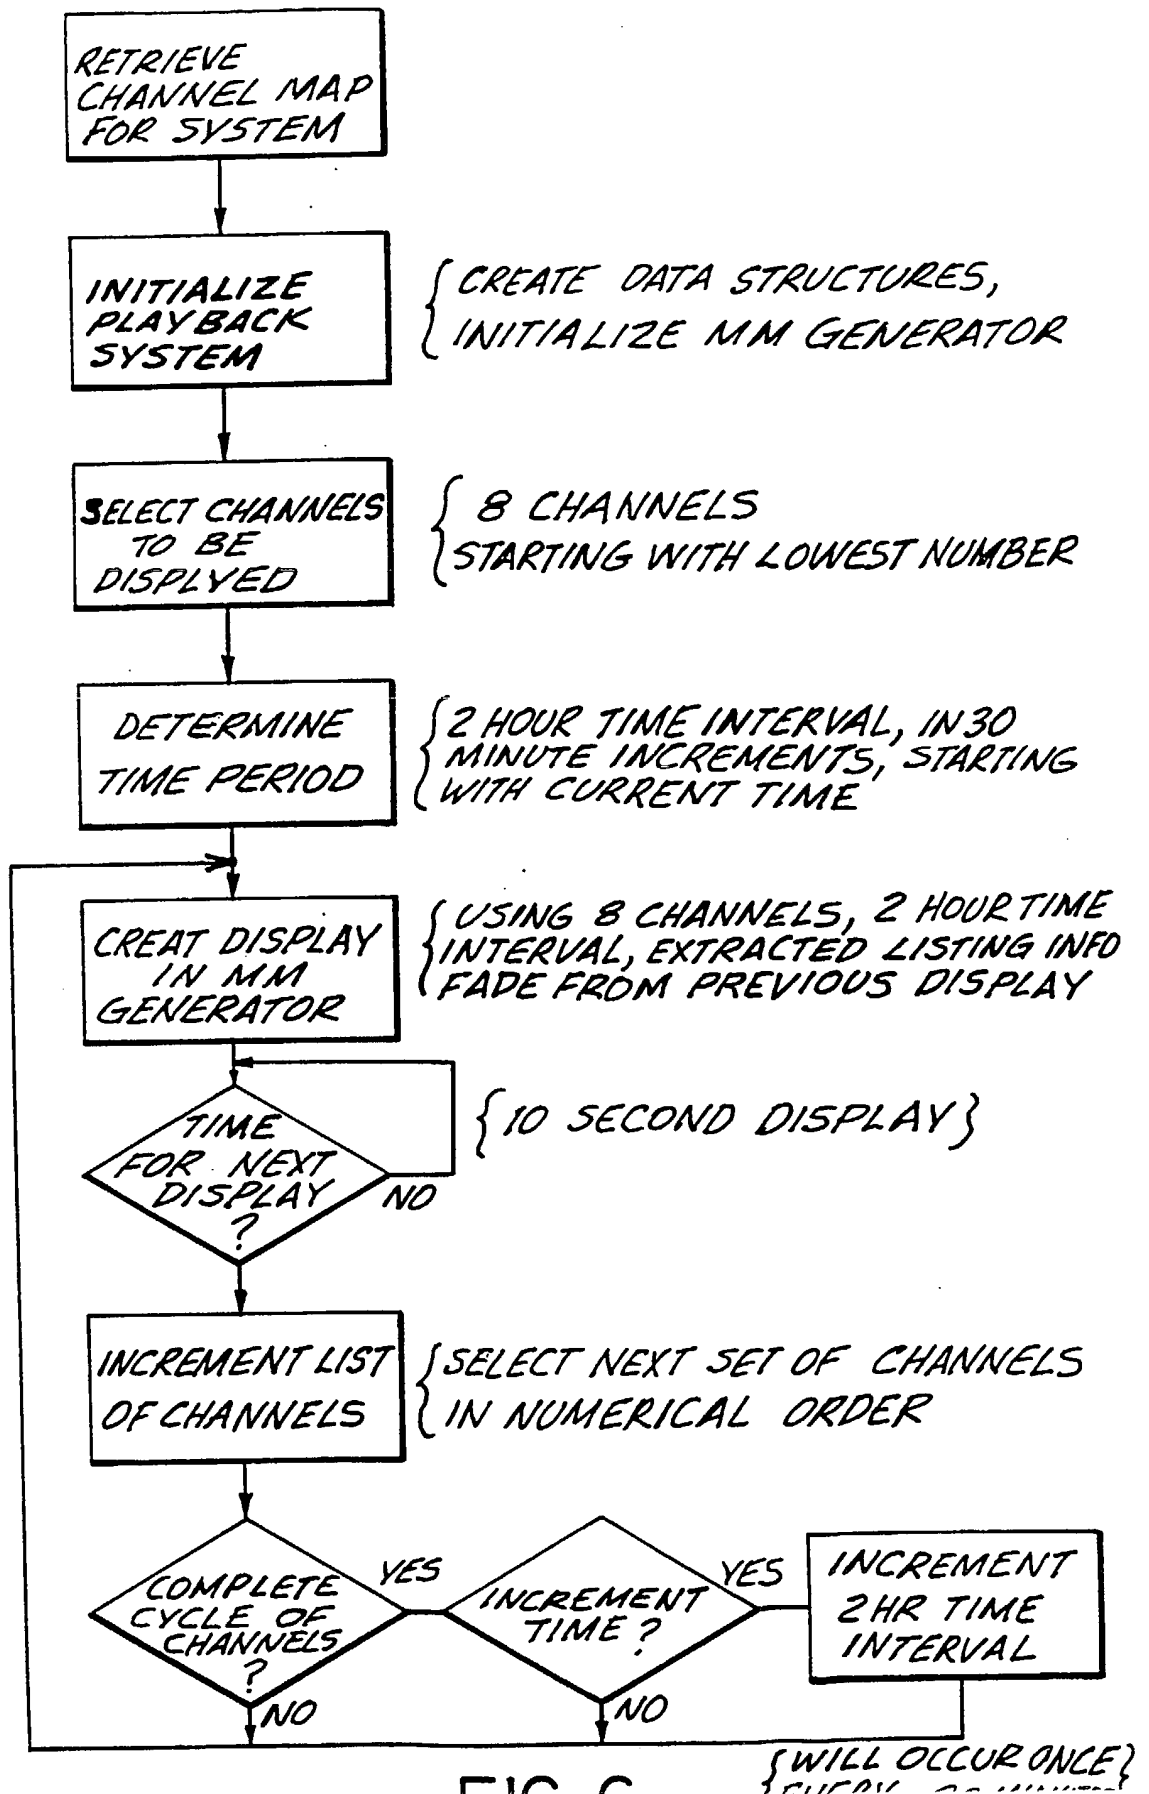 RETRIEVE
CHANNEL MAP
FOR SYSTEM
INITIALIZE
PLAYBACK
SYSTEM
CREATE DATA STRUCTURES,
INITIALIZE MM GENERATOR
SELECT CHANNELS
TO BE
DISPLYED
8 CHANNELS
STARTING WITH LOWEST NUMBER
DETERMINE
TIME PERIOD
2 HOUR TIME INTERVAL, IN 30
MINUTE INCREMENTS, STARTING
WITH CURRENT TIME
CREAT DISPLAY
IN MM
GENERATOR
USING 8 CHANNELS, 2 HOUR TIME
INTERVAL, EXTRACTED LISTING INFO
FADE FROM PREVIOUS DISPLAY
TIME
FOR NEXT
DISPLAY
?
NO
{10 SECOND DISPLAY}
INCREMENT LIST
OF CHANNELS
SELECT NEXT SET OF CHANNELS
IN NUMERICAL ORDER
COMPLETE
CYCLE OF
CHANNELS
?
YES
NO
INCREMENT
TIME ?
YES
NO
INCREMENT
2 HR TIME
INTERVAL
{WILL OCCUR ONCE}
EVERY
FIG.